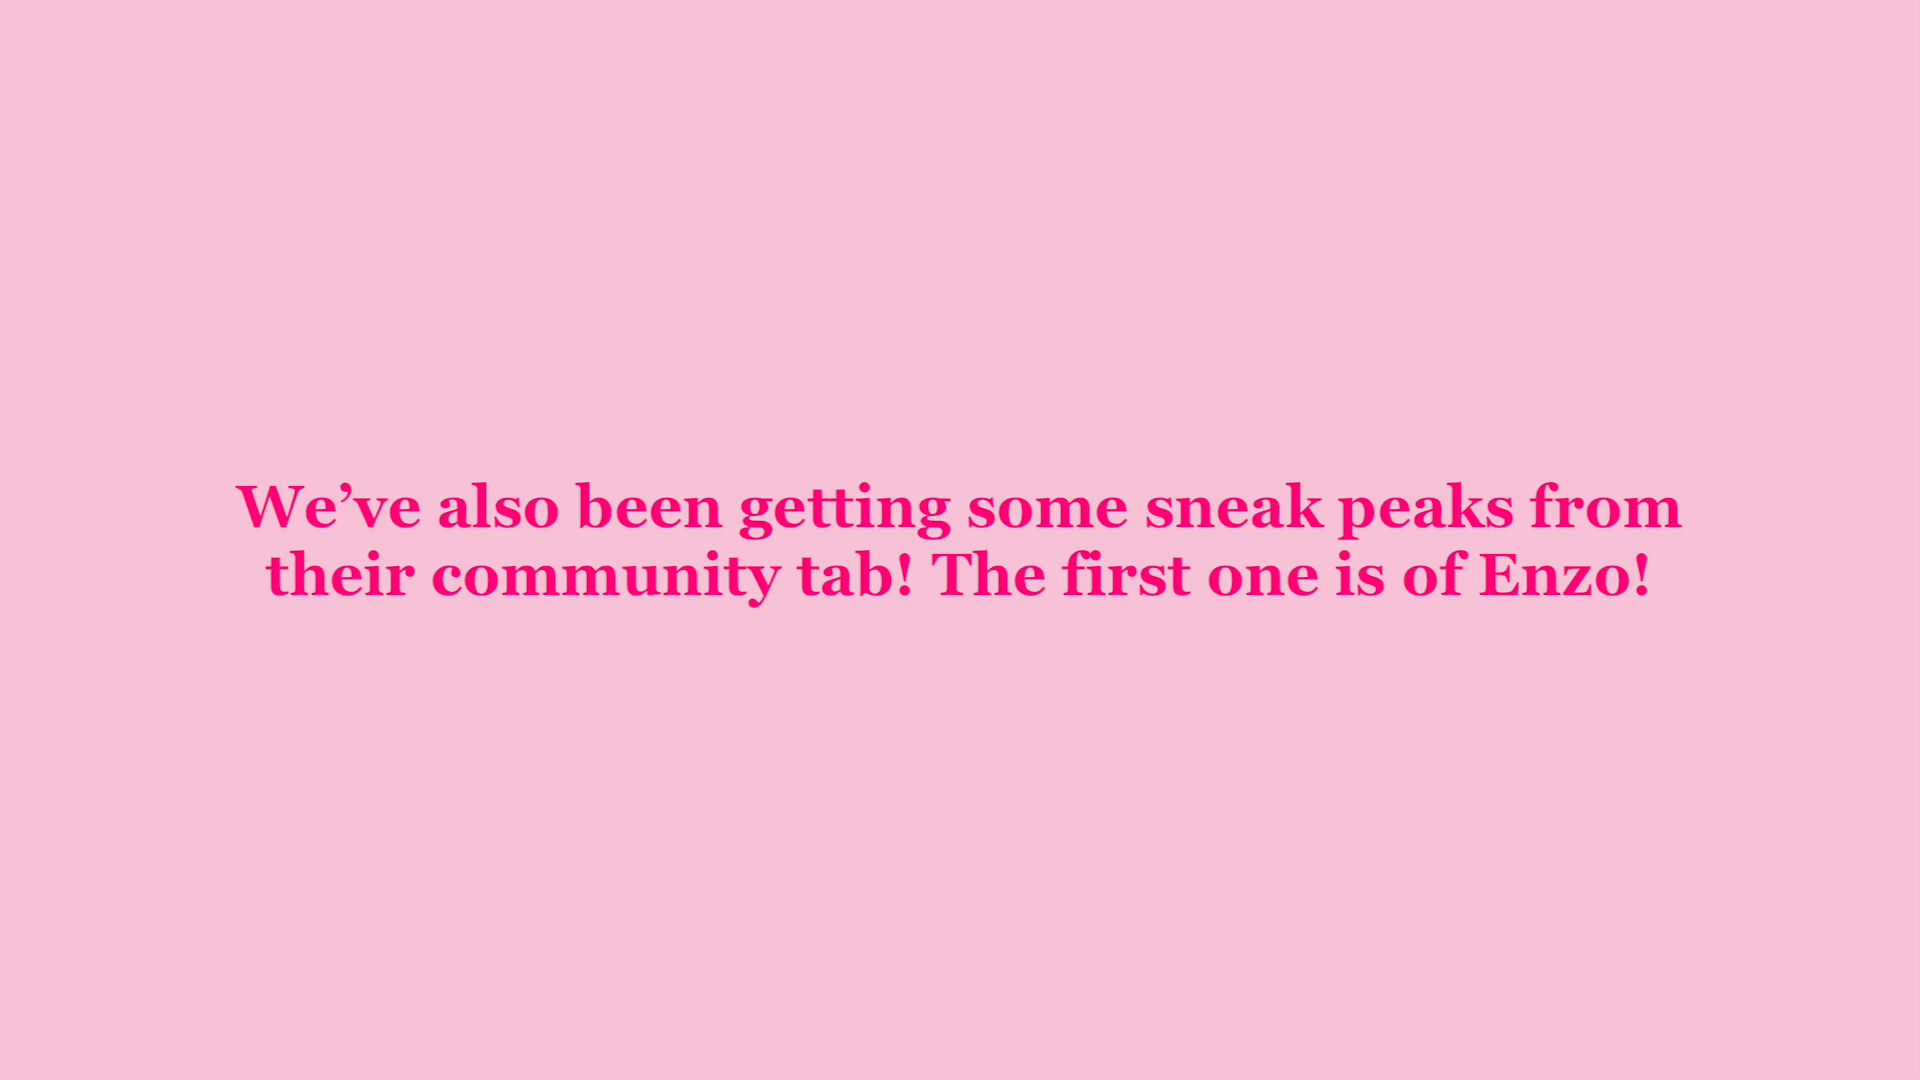 We’ve also been getting some sneak peaks from
their community tab! The first one is of Enzo!